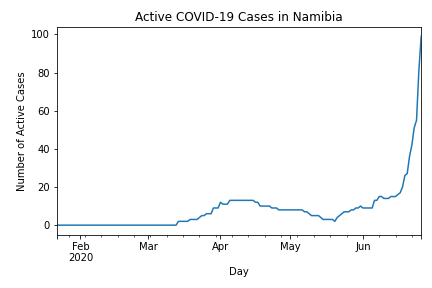 Active COVID-19 Cases in Namibia
100
80
60
40
20
0
Number of Active Cases
Feb
2020
Mar
Apr
May
Jun
Day